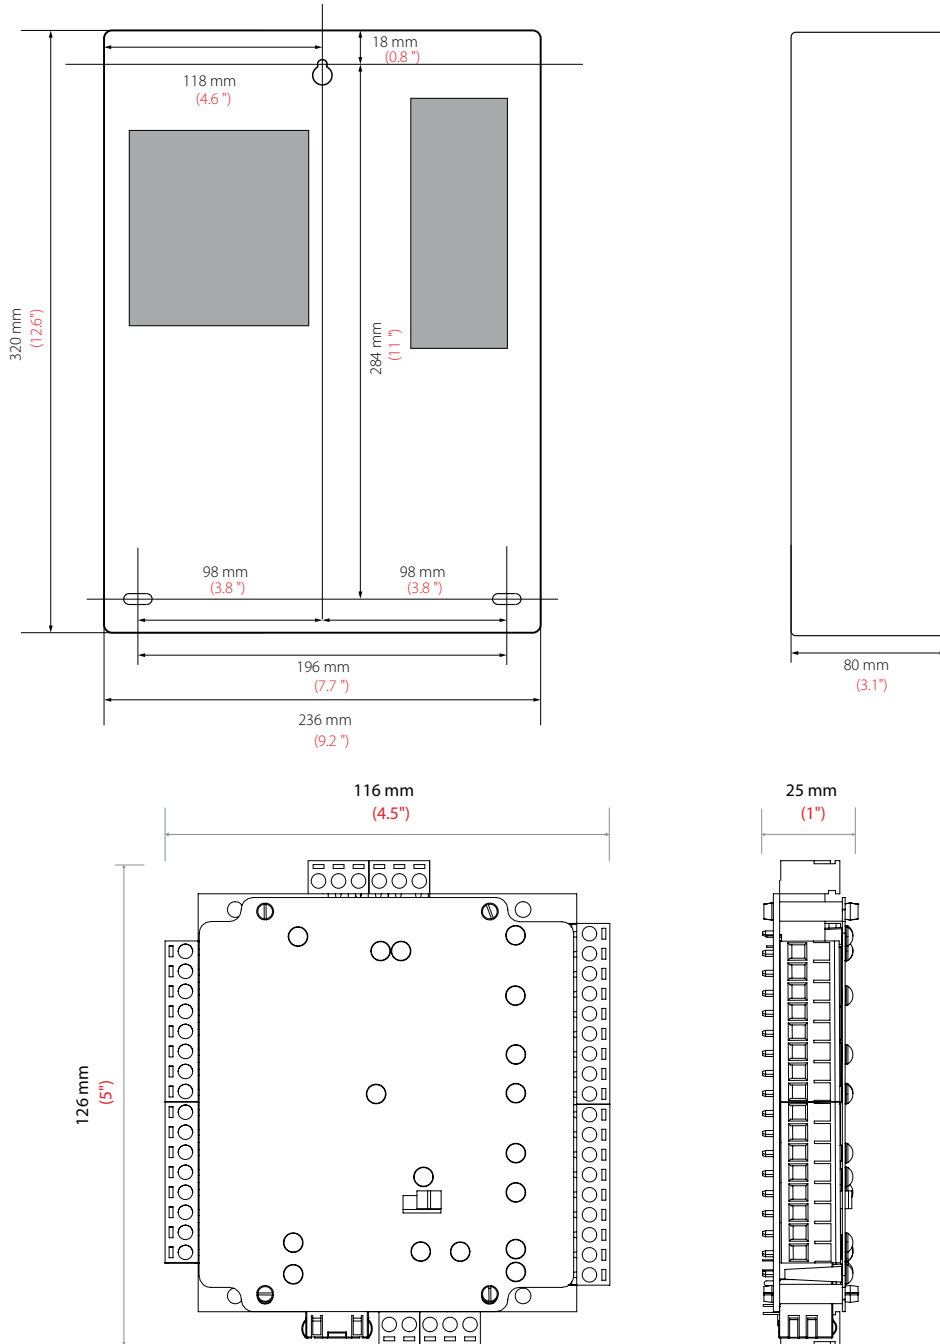 18 mm
(0.8 ")
118 mm
(4.6 ")
320 mm
(12.6")
284 mm
(11 ")
98 mm
(3.8 ")
98 mm
(3.8 ")
196 mm
(7.7 ")
236 mm
(9.2 ")
80 mm
(3.1")
116 mm
(4.5")
25 mm
(1")
126 mm
(5")